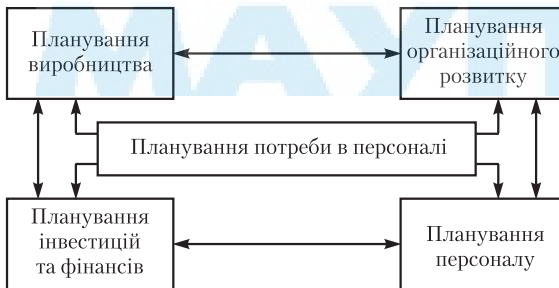 Планування
виробництва
Планування
організаційного
розвитку
Планування потреби в персоналі
Планування
інвестицій
та фінансів
Планування
персоналу